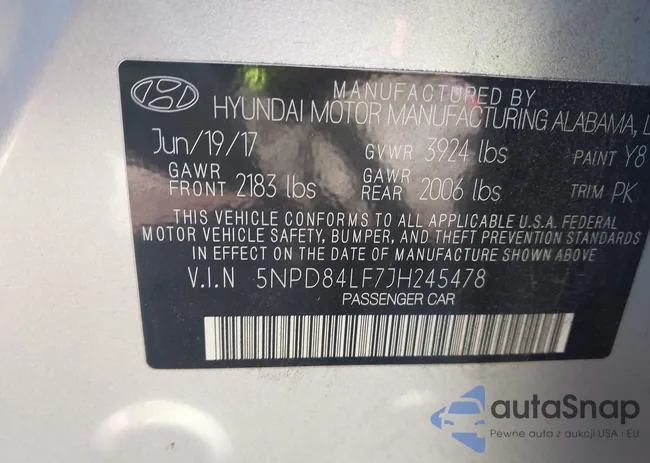 MANUFACTURED BY
HYUNDAI MOTOR MANUFACTURING ALABAMA, L
Jun/19/17 GVWR 3924 lbs PAINT Y8
GAWR FRONT 2183 lbs GAWR REAR 2006 lbs TRIM PK
THIS VEHICLE CONFORMS TO ALL APPLICABLE U.S.A. FEDERAL
MOTOR VEHICLE SAFETY, BUMPER, AND THEFT PREVENTION STANDARDS
IN EFFECT ON THE DATE OF MANUFACTURE SHOWN ABOVE.
V.I.N 5NPD84LF7JH245478
PASSENGER CAR
autaSnap
Pewne auta z aukcji USA i EU